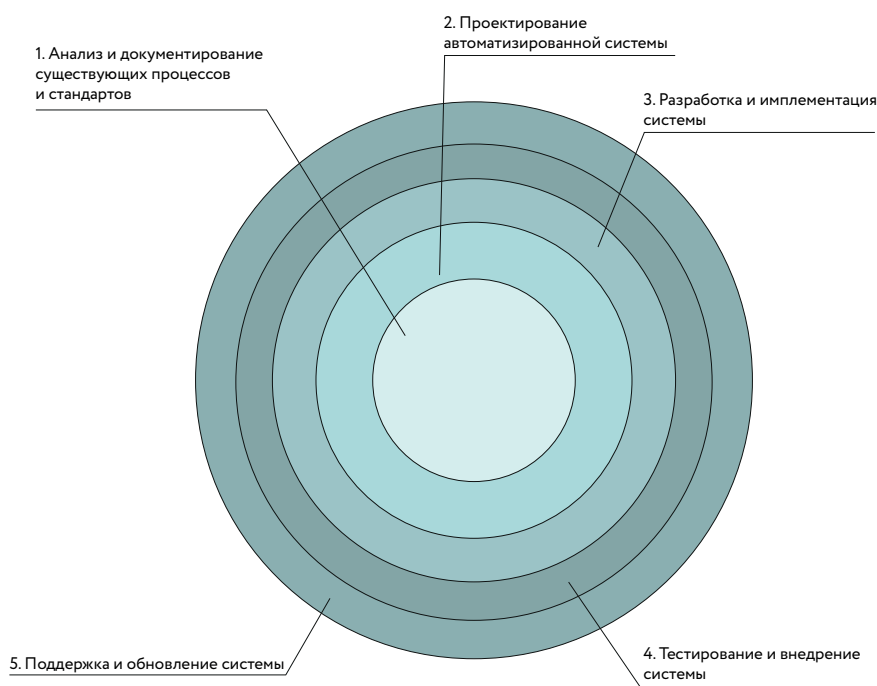 1. Анализ и документирование
существующих процессов
и стандартов
2. Проектирование
автоматизированной системы
3. Разработка и имплементация
системы
4. Тестирование и внедрение
системы
5. Поддержка и обновление системы